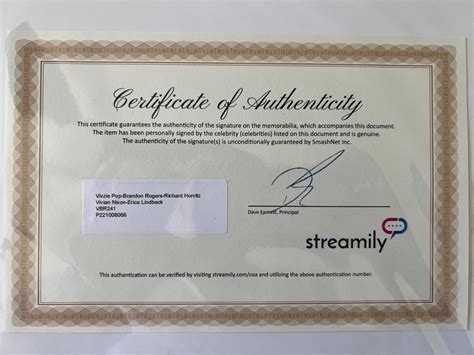 Certificate of Authenticity
This certificate guarantees the authenticity of the signature on the memorabilia, which accompanies this document.
The item has been personally signed by the celebrity (celebrities) listed on this document and is genuine.
The authenticity of the signature(s) is unconditionally guaranteed by SmashNet Inc.
Vivzie Pop-Brandon Rogers-Richard Horvitz
Vivian Nixon-Erica Lindbeck
VBR241
P221008066
Dave Earnest, Principal
streamily
This authentication can be verified by visiting streamily.com/coa and utilizing the above authentication number.